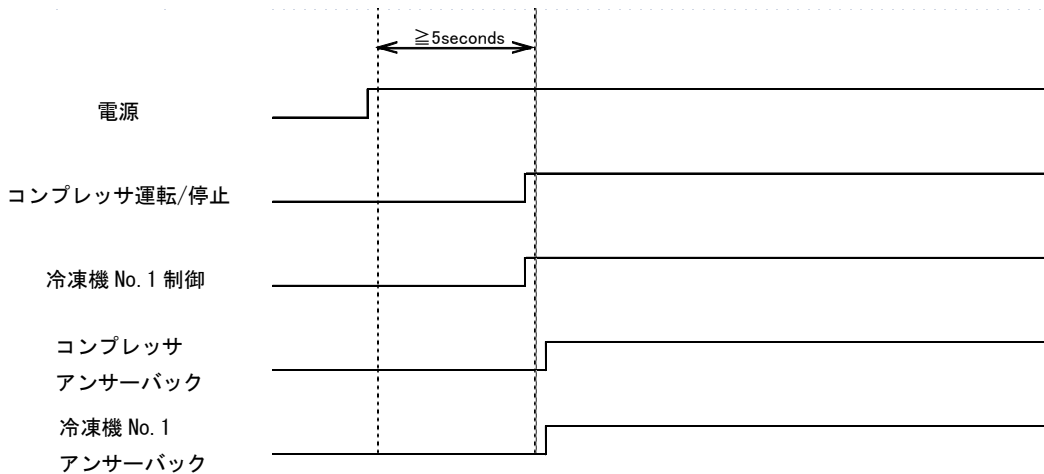 ≧5seconds
電源
コンプレッサ運転/停止
冷凍機 No.1 制御
コンプレッサ
アンサーバック
冷凍機 No.1
アンサーバック